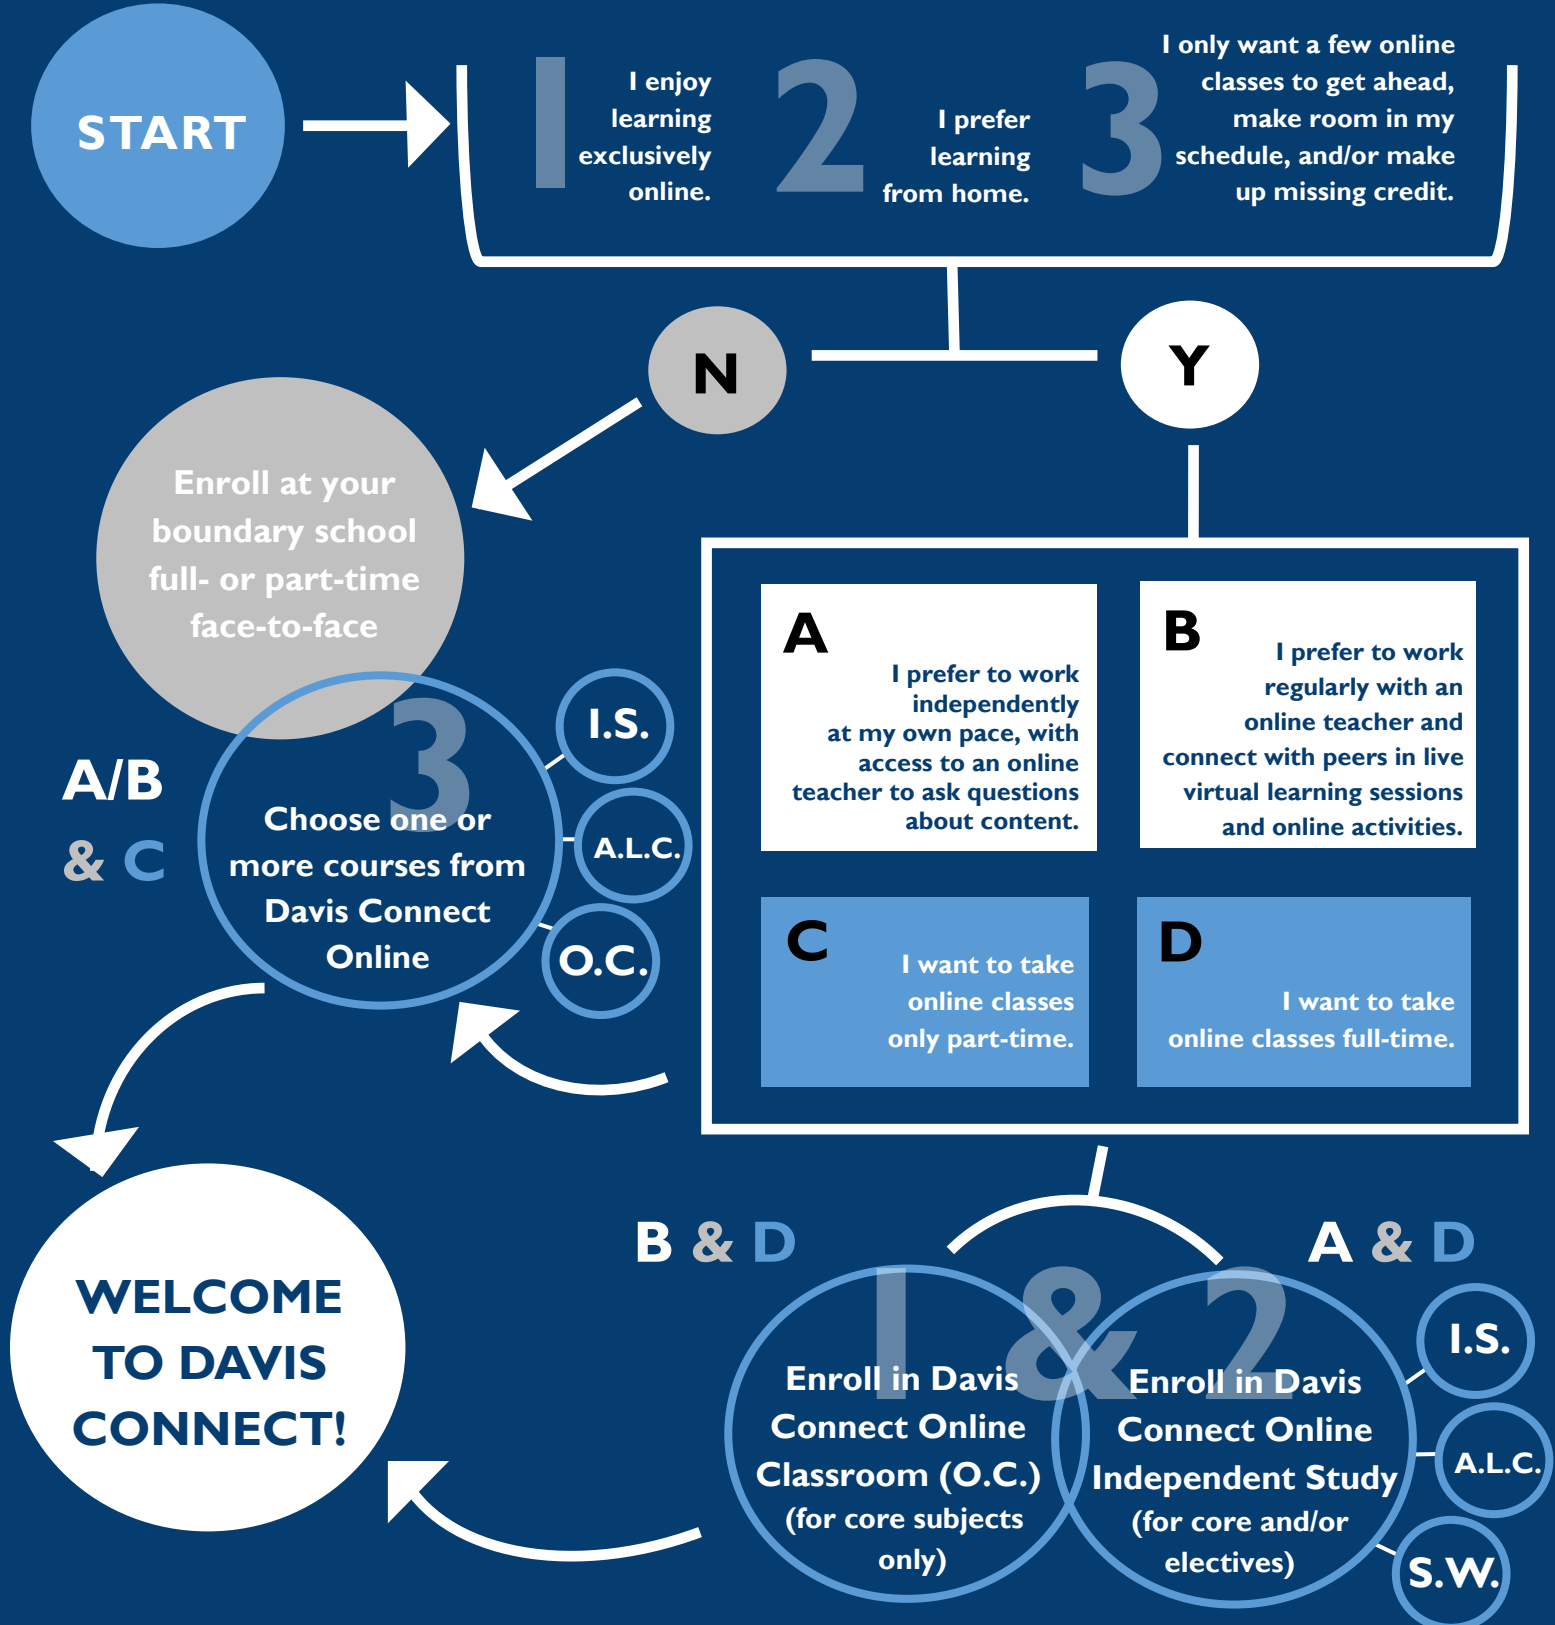 START
1
I enjoy
learning
exclusively
online.
2
I prefer
learning
from home.
3
I only want a few online
classes to get ahead,
make room in my
schedule, and/or make
up missing credit.
N
Y
Enroll at your
boundary school
full- or part-time
face-to-face
A
I prefer to work
independently
at my own pace, with
access to an online
teacher to ask questions
about content.
B
I prefer to work
regularly with an
online teacher and
connect with peers in live
virtual learning sessions
and online activities.
C
I want to take
online classes
only part-time.
D
I want to take
online classes full-time.
A/B
& C
3
Choose one or
more courses from
Davis Connect
Online
I.S.
A.L.C.
O.C.
B & D
A & D
1 & 2
Enroll in Davis
Connect Online
Classroom (O.C.)
(for core subjects
only)
Enroll in Davis
Connect Online
Independent Study
(for core and/or
electives)
I.S.
A.L.C.
S.W.
WELCOME
TO DAVIS
CONNECT!